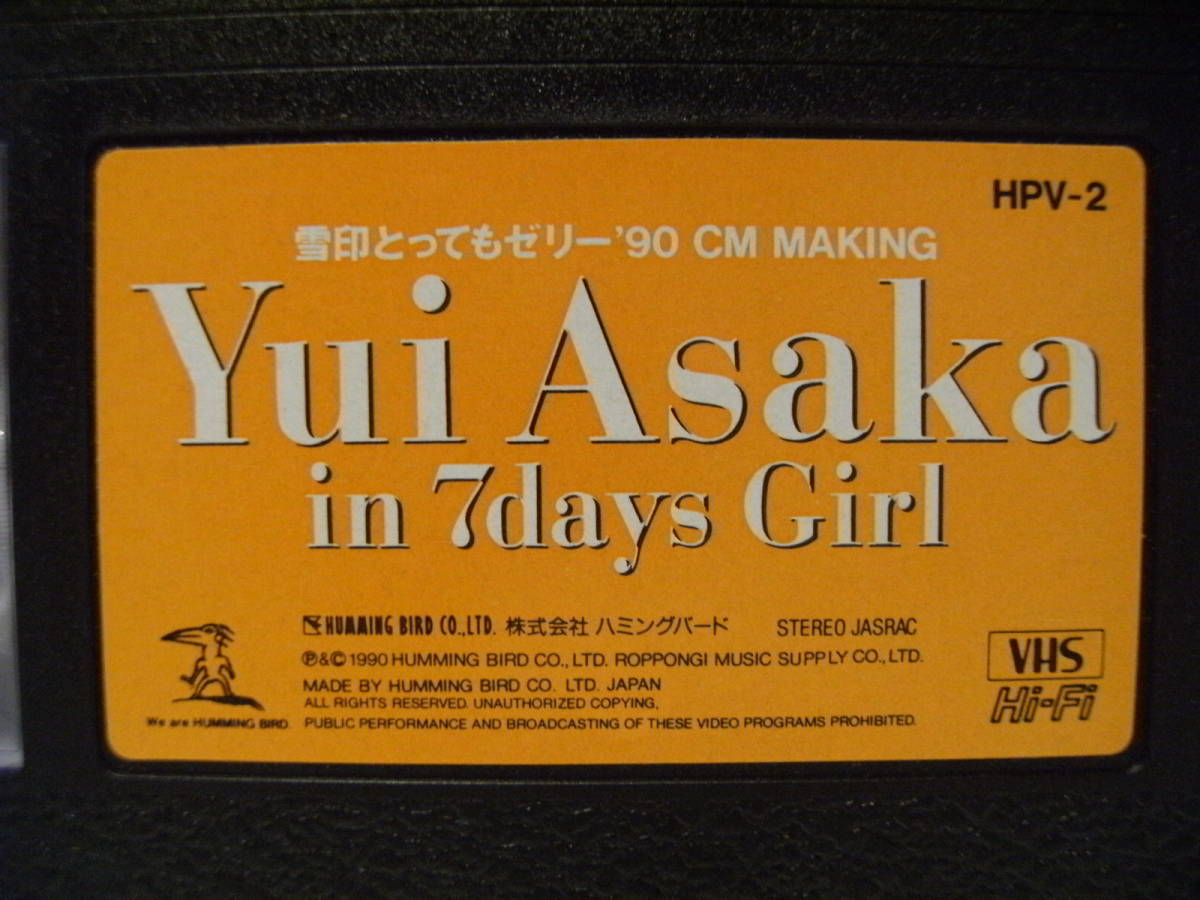 HPV-2
雪印とってもゼリー'90 CM MAKING
Yui Asaka
in 7days Girl
HUMMING BIRD CO.,LTD. 株式会社 ハミングバード STEREO JASRAC
℗&© 1990 HUMMING BIRD CO., LTD. ROPPONGI MUSIC SUPPLY CO., LTD.
MADE BY HUMMING BIRD CO. LTD. JAPAN
ALL RIGHTS RESERVED. UNAUTHORIZED COPYING,
PUBLIC PERFORMANCE AND BROADCASTING OF THESE VIDEO PROGRAMS PROHIBITED.
We are HUMMING BIRD.
VHS
Hi-Fi